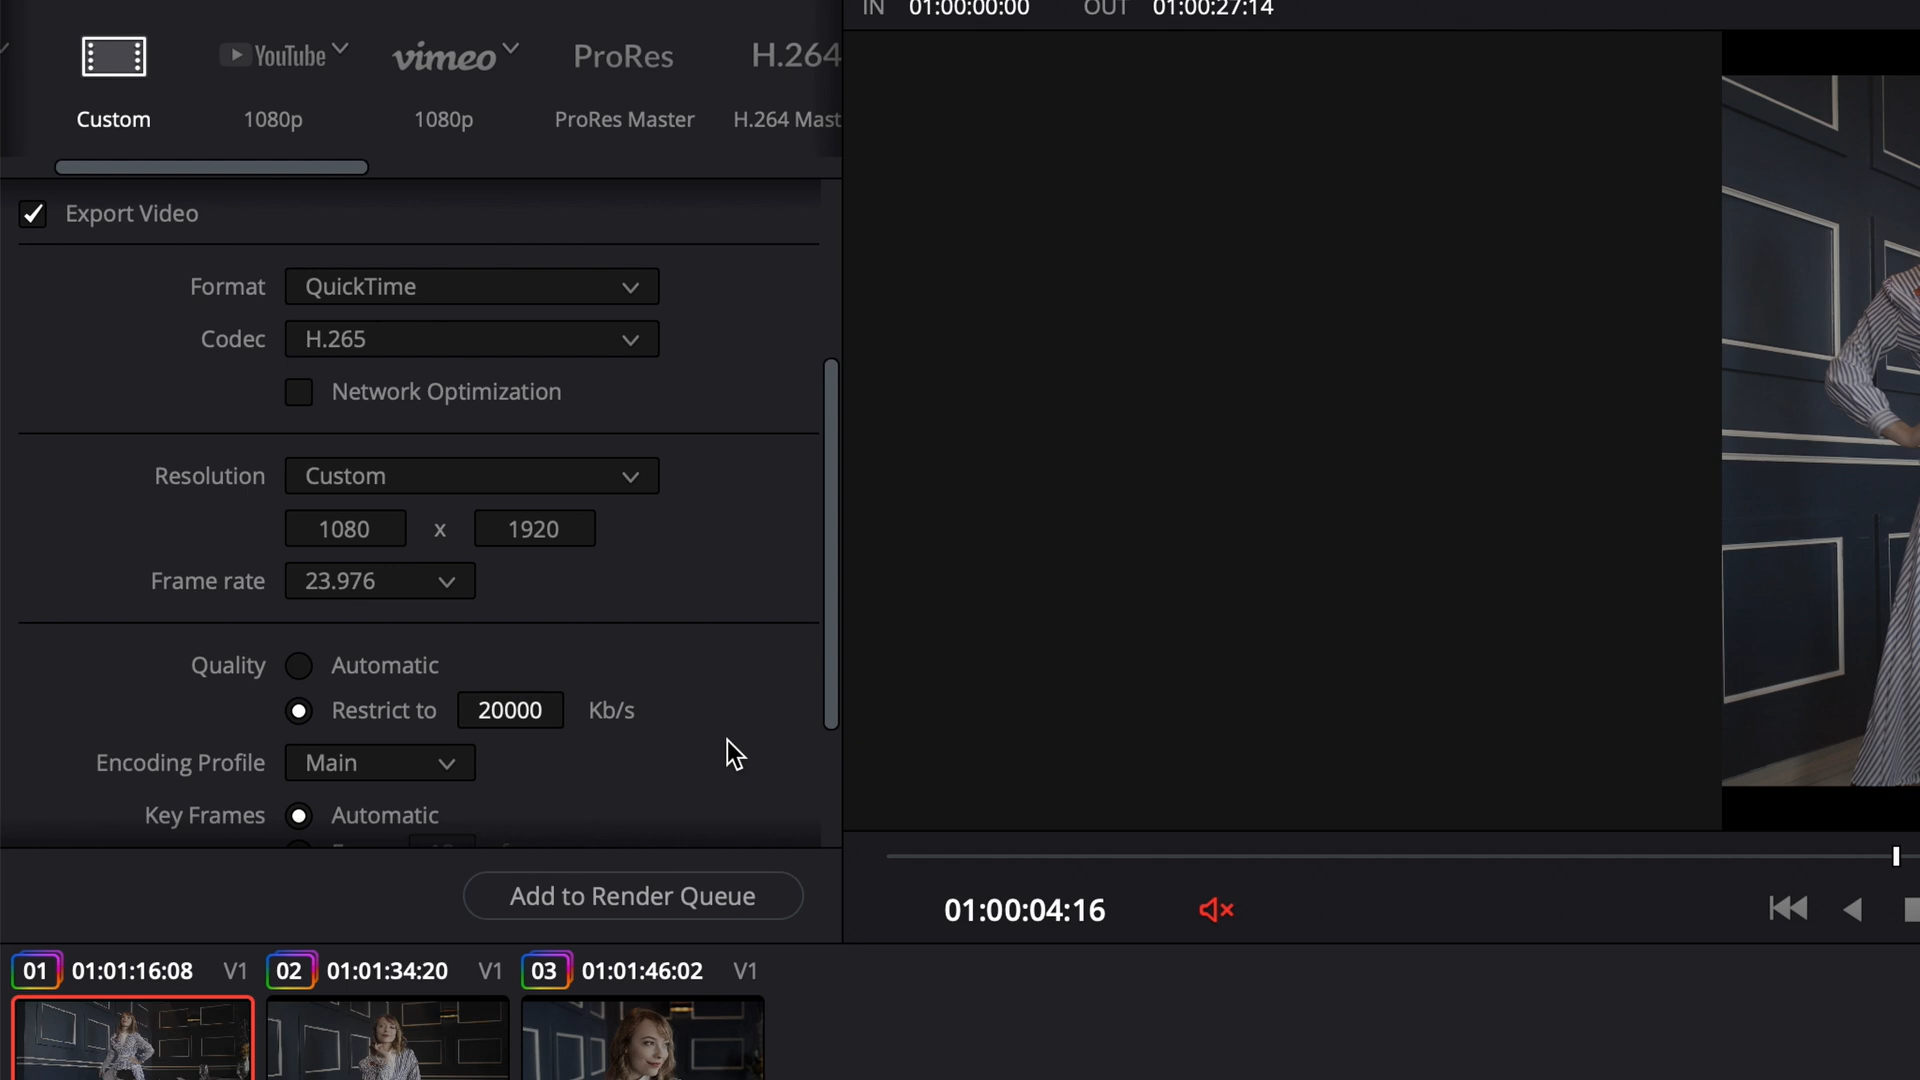 IN 01:00:00:00 OUT 01:00:27:14
YouTube vimeo ProRes H.264
Custom 1080p 1080p ProRes Master H.264 Mast
Export Video
Format QuickTime
Codec H.265
Network Optimization
Resolution Custom
1080 x 1920
Frame rate 23.976
Quality Automatic
Restrict to 20000 Kb/s
Encoding Profile Main
Key Frames Automatic
Add to Render Queue
01:00:04:16
01 01:01:16:08 V1 02 01:01:34:20 V1 03 01:01:46:02 V1